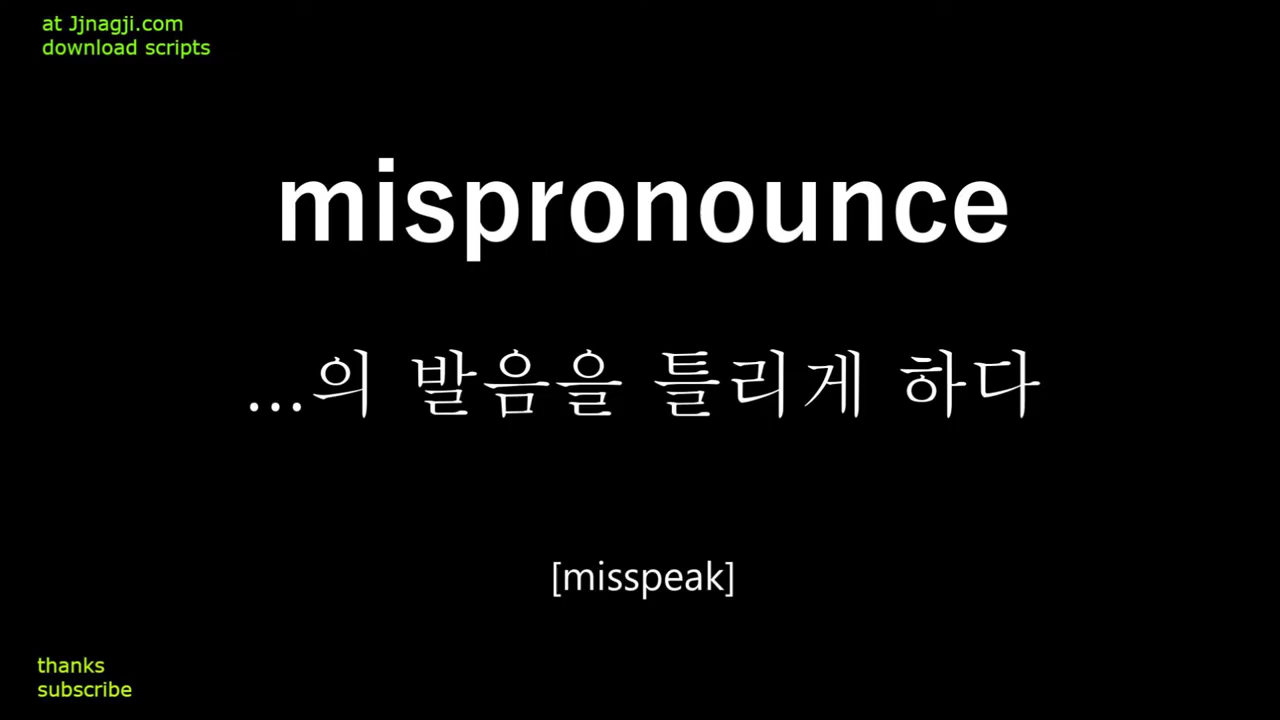 at Jjnagji.com
download scripts
mispronounce
...의 발음을 틀리게 하다
[misspeak]
thanks
subscribe